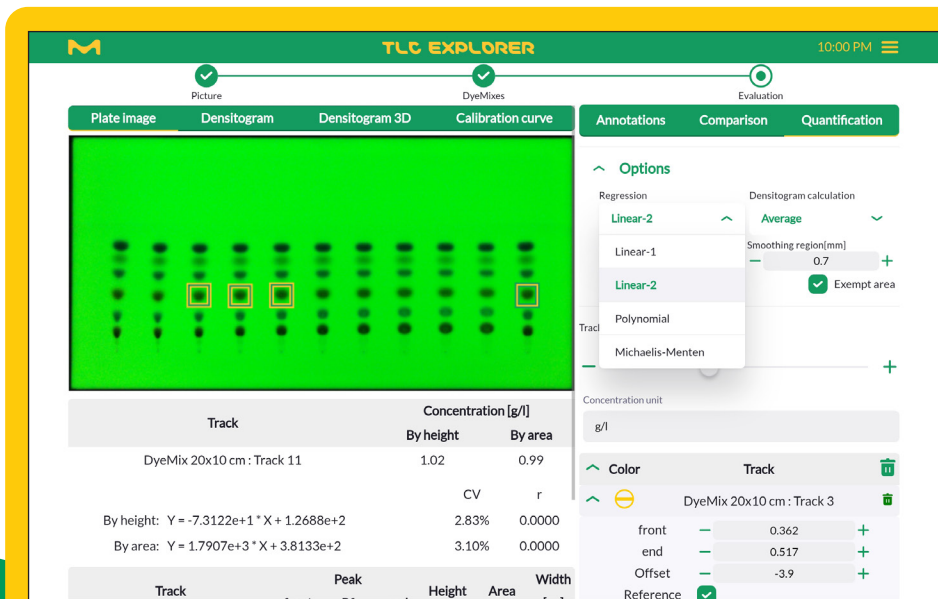 TLC EXPLORER
10:00 PM
Picture
DyeMixes
Evaluation
Plate image
Densitogram
Densitogram 3D
Calibration curve
Annotations
Comparison
Quantification
Options
Regression
Densitogram calculation
Linear-2
Average
Linear-1
Linear-2
Polynomial
Michaelis-Menten
Smoothing region[mm]
0.7
Exempt area
Concentration unit
g/l
Track
Concentration [g/l]
By height
By area
DyeMix 20x10 cm : Track 11
1.02
0.99
CV
r
By height: Y = -7.3122e+1 * X + 1.2688e+2
2.83%
0.0000
By area: Y = 1.7907e+3 * X + 3.8133e+2
3.10%
0.0000
Track
Peak
Height
Area
Width
Color
Track
DyeMix 20x10 cm : Track 3
front
0.362
end
0.517
Offset
-3.9
Reference